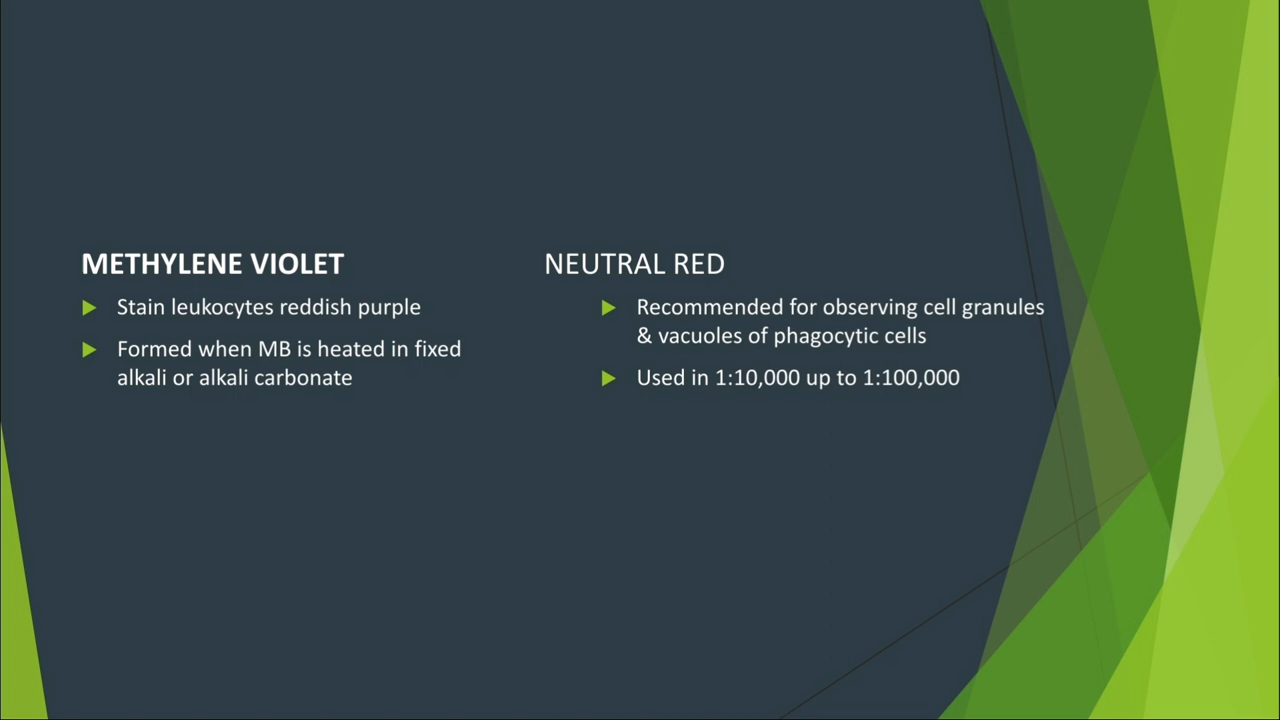 METHYLENE VIOLET
Stain leukocytes reddish purple
Formed when MB is heated in fixed
alkali or alkali carbonate
NEUTRAL RED
Recommended for observing cell granules
& vacuoles of phagocytic cells
Used in 1:10,000 up to 1:100,000